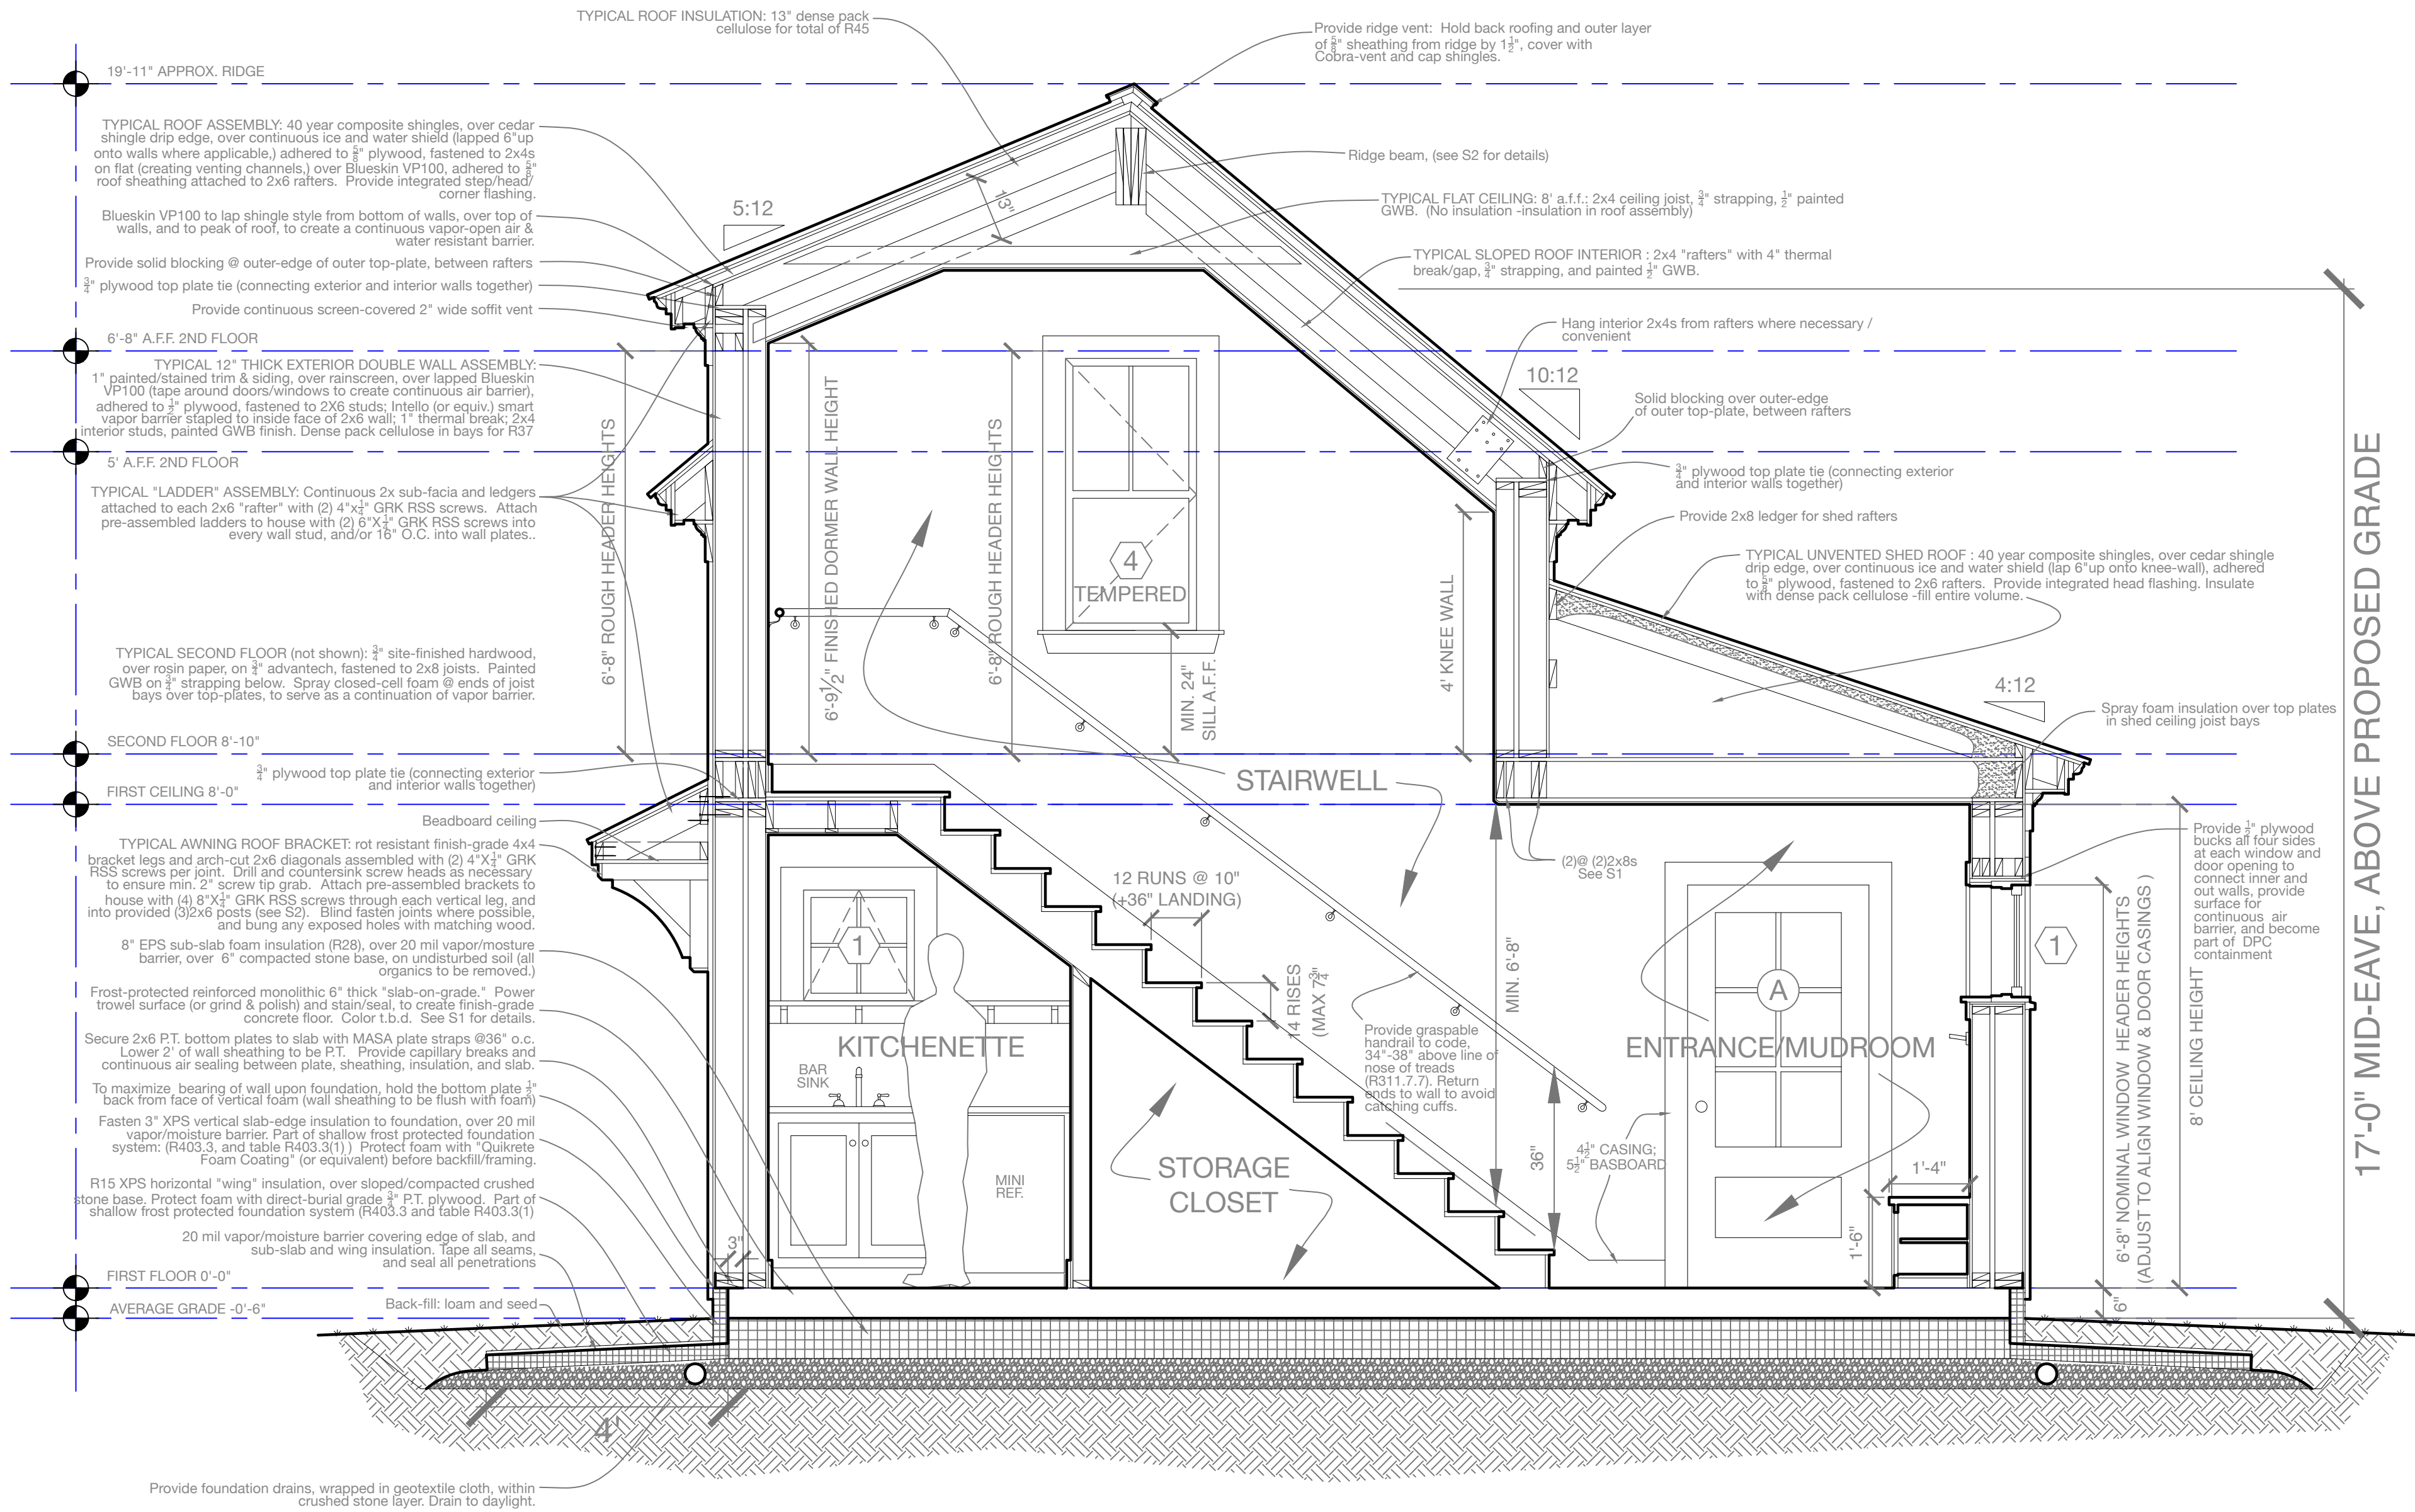 TYPICAL ROOF INSULATION: 13" dense pack
cellulose for total of R45
Provide ridge vent: Hold back roofing and outer layer
of 5/8" sheathing from ridge by 1 1/2", cover with
Cobra-vent and cap shingles.
19'-11" APPROX. RIDGE
TYPICAL ROOF ASSEMBLY: 40 year composite shingles, over cedar
shingle drip edge, over continuous ice and water shield (lapped 6"up
onto walls where applicable,) adhered to 5/8" plywood, fastened to 2x4s
on flat (creating venting channels,) over Blueskin VP100, adhered to 5/8"
roof sheathing attached to 2x6 rafters. Provide integrated step/head/
corner flashing.
Blueskin VP100 to lap shingle style from bottom of walls, over top of
walls, and to peak of roof, to create a continuous vapor-open air &
water resistant barrier.
Provide solid blocking @ outer-edge of outer top-plate, between rafters
3/4" plywood top plate tie (connecting exterior and interior walls together)
Provide continuous screen-covered 2" wide soffit vent
6'-8" A.F.F. 2ND FLOOR
TYPICAL 12" THICK EXTERIOR DOUBLE WALL ASSEMBLY:
1" painted/stained trim & siding, over rainscreen, over lapped Blueskin
VP100 (tape around doors/windows to create continuous air barrier),
adhered to 1/2" plywood, fastened to 2X6 studs; Intello (or equiv.) smart
vapor barrier stapled to inside face of 2x6 wall; 1" thermal break; 2x4
interior studs, painted GWB finish. Dense pack cellulose in bays for R37
5' A.F.F. 2ND FLOOR
TYPICAL "LADDER" ASSEMBLY: Continuous 2x sub-facia and ledgers
attached to each 2x6 "rafter" with (2) 4"x1/4" GRK RSS screws. Attach
pre-assembled ladders to house with (2) 6"X1/4" GRK RSS screws into
every wall stud, and/or 16" O.C. into wall plates..
TYPICAL SECOND FLOOR (not shown): 3/4" site-finished hardwood,
over rosin paper, on 3/4" advantech, fastened to 2x8 joists. Painted
GWB on 3/4" strapping below. Spray closed-cell foam @ ends of joist
bays over top-plates, to serve as a continuation of vapor barrier.
SECOND FLOOR 8'-10"
3/4" plywood top plate tie (connecting exterior
and interior walls together)
FIRST CEILING 8'-0"
Beadboard ceiling
TYPICAL AWNING ROOF BRACKET: rot resistant finish-grade 4x4
bracket legs and arch-cut 2x6 diagonals assembled with (2) 4"X1/4" GRK
RSS screws per joint. Drill and countersink screw heads as necessary
to ensure min. 2" screw tip grab. Attach pre-assembled brackets to
house with (4) 8"X1/4" GRK RSS screws through each vertical leg, and
into provided (3)2x6 posts (see S2). Blind fasten joints where possible,
and bung any exposed holes with matching wood.
8" EPS sub-slab foam insulation (R28), over 20 mil vapor/mosture
barrier, over 6" compacted stone base, on undisturbed soil (all
organics to be removed.)
Frost-protected reinforced monolithic 6" thick "slab-on-grade." Power
trowel surface (or grind & polish) and stain/seal, to create finish-grade
concrete floor. Color t.b.d. See S1 for details.
Secure 2x6 P.T. bottom plates to slab with MASA plate straps @36" o.c.
Lower 2' of wall sheathing to be P.T. Provide capillary breaks and
continuous air sealing between plate, sheathing, insulation, and slab.
To maximize bearing of wall upon foundation, hold the bottom plate 1/2"
back from face of vertical foam (wall sheathing to be flush with foam)
Fasten 3" XPS vertical slab-edge insulation to foundation, over 20 mil
vapor/moisture barrier. Part of shallow frost protected foundation
system: (R403.3, and table R403.3(1) ) Protect foam with "Quikrete
Foam Coating" (or equivalent) before backfill/framing.
R15 XPS horizontal "wing" insulation, over sloped/compacted crushed
stone base. Protect foam with direct-burial grade 3/4" P.T. plywood. Part of
shallow frost protected foundation system (R403.3 and table R403.3(1)
20 mil vapor/moisture barrier covering edge of slab, and
sub-slab and wing insulation. Tape all seams,
and seal all penetrations
FIRST FLOOR 0'-0"
AVERAGE GRADE -0'-6"
Back-fill: loam and seed
Provide foundation drains, wrapped in geotextile cloth, within
crushed stone layer. Drain to daylight.
5:12
13"
Ridge beam, (see S2 for details)
TYPICAL FLAT CEILING: 8' a.f.f.: 2x4 ceiling joist, 3/4" strapping, 1/2" painted
GWB. (No insulation -insulation in roof assembly)
TYPICAL SLOPED ROOF INTERIOR : 2x4 "rafters" with 4" thermal
break/gap, 3/4" strapping, and painted 1/2" GWB.
Hang interior 2x4s from rafters where necessary /
convenient
10:12
Solid blocking over outer-edge
of outer top-plate, between rafters
3/4" plywood top plate tie (connecting exterior
and interior walls together)
Provide 2x8 ledger for shed rafters
TYPICAL UNVENTED SHED ROOF : 40 year composite shingles, over cedar shingle
drip edge, over continuous ice and water shield (lap 6"up onto knee-wall), adhered
to 5/8" plywood, fastened to 2x6 rafters. Provide integrated head flashing. Insulate
with dense pack cellulose -fill entire volume.
4:12
Spray foam insulation over top plates
in shed ceiling joist bays
Provide 1/2" plywood
bucks all four sides
at each window and
door opening to
connect inner and
out walls, provide
surface for
continuous air
barrier, and become
part of DPC
containment
6'-8" ROUGH HEADER HEIGHTS
6'-9 1/2" FINISHED DORMER WALL HEIGHT
6'-8" ROUGH HEADER HEIGHTS
4
TEMPERED
MIN. 24"
SILL A.F.F.
4' KNEE WALL
STAIRWELL
(2)@ (2)2x8s
See S1
12 RUNS @ 10"
(+36" LANDING)
14 RISES
(MAX 7 3/4"
MIN. 6'-8"
Provide graspable
handrail to code,
34"-38" above line of
nose of treads
(R311.7.7). Return
ends to wall to avoid
catching cuffs.
1
KITCHENETTE
BAR
SINK
MINI
REF.
STORAGE
CLOSET
36"
4 1/2" CASING;
5 1/2" BASBOARD
ENTRANCE/MUDROOM
A
1'-4"
1'-6"
1
6'-8" NOMINAL WINDOW HEADER HEIGHTS
(ADJUST TO ALIGN WINDOW & DOOR CASINGS )
8' CEILING HEIGHT
17'-0" MID-EAVE, ABOVE PROPOSED GRADE
6"
3"
4'